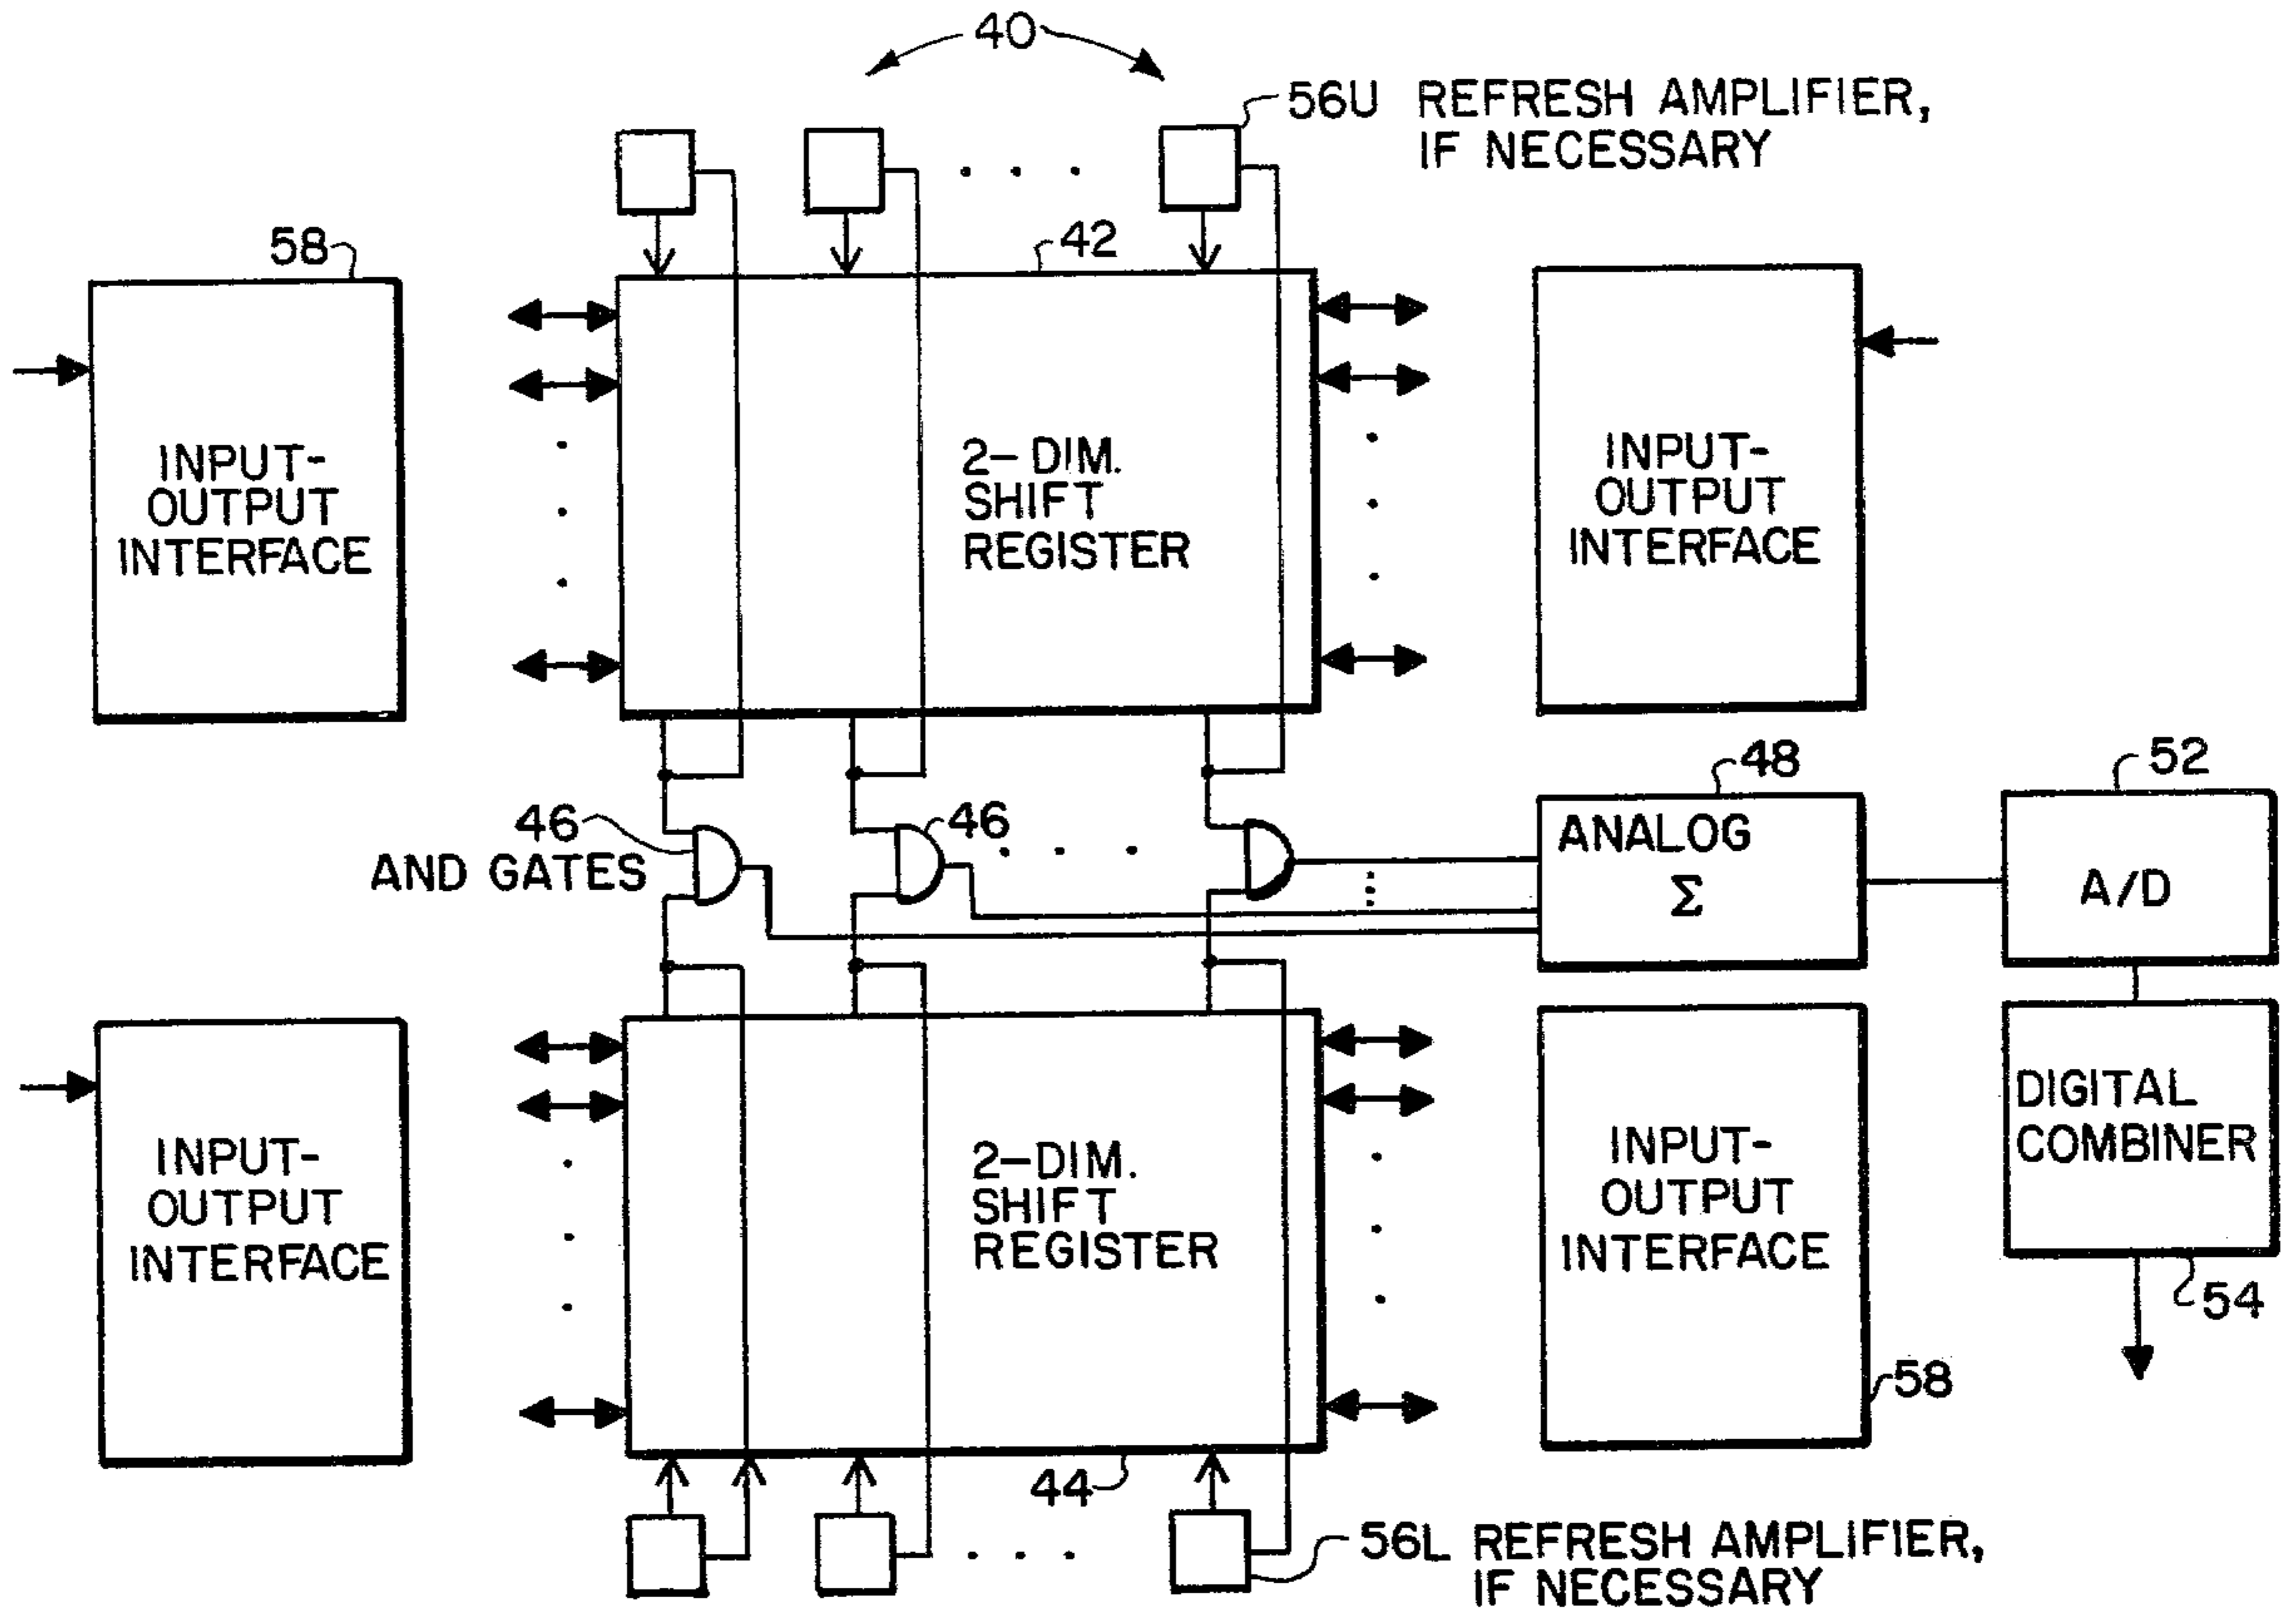 40
56U REFRESH AMPLIFIER,
IF NECESSARY
58
42
INPUT-
OUTPUT
INTERFACE
2-DIM.
SHIFT
REGISTER
INPUT-
OUTPUT
INTERFACE
46
AND GATES
46
48
ANALOG
Σ
52
A/D
INPUT-
OUTPUT
INTERFACE
2-DIM.
SHIFT
REGISTER
INPUT-
OUTPUT
INTERFACE
DIGITAL
COMBINER
54
58
44
56L REFRESH AMPLIFIER,
IF NECESSARY